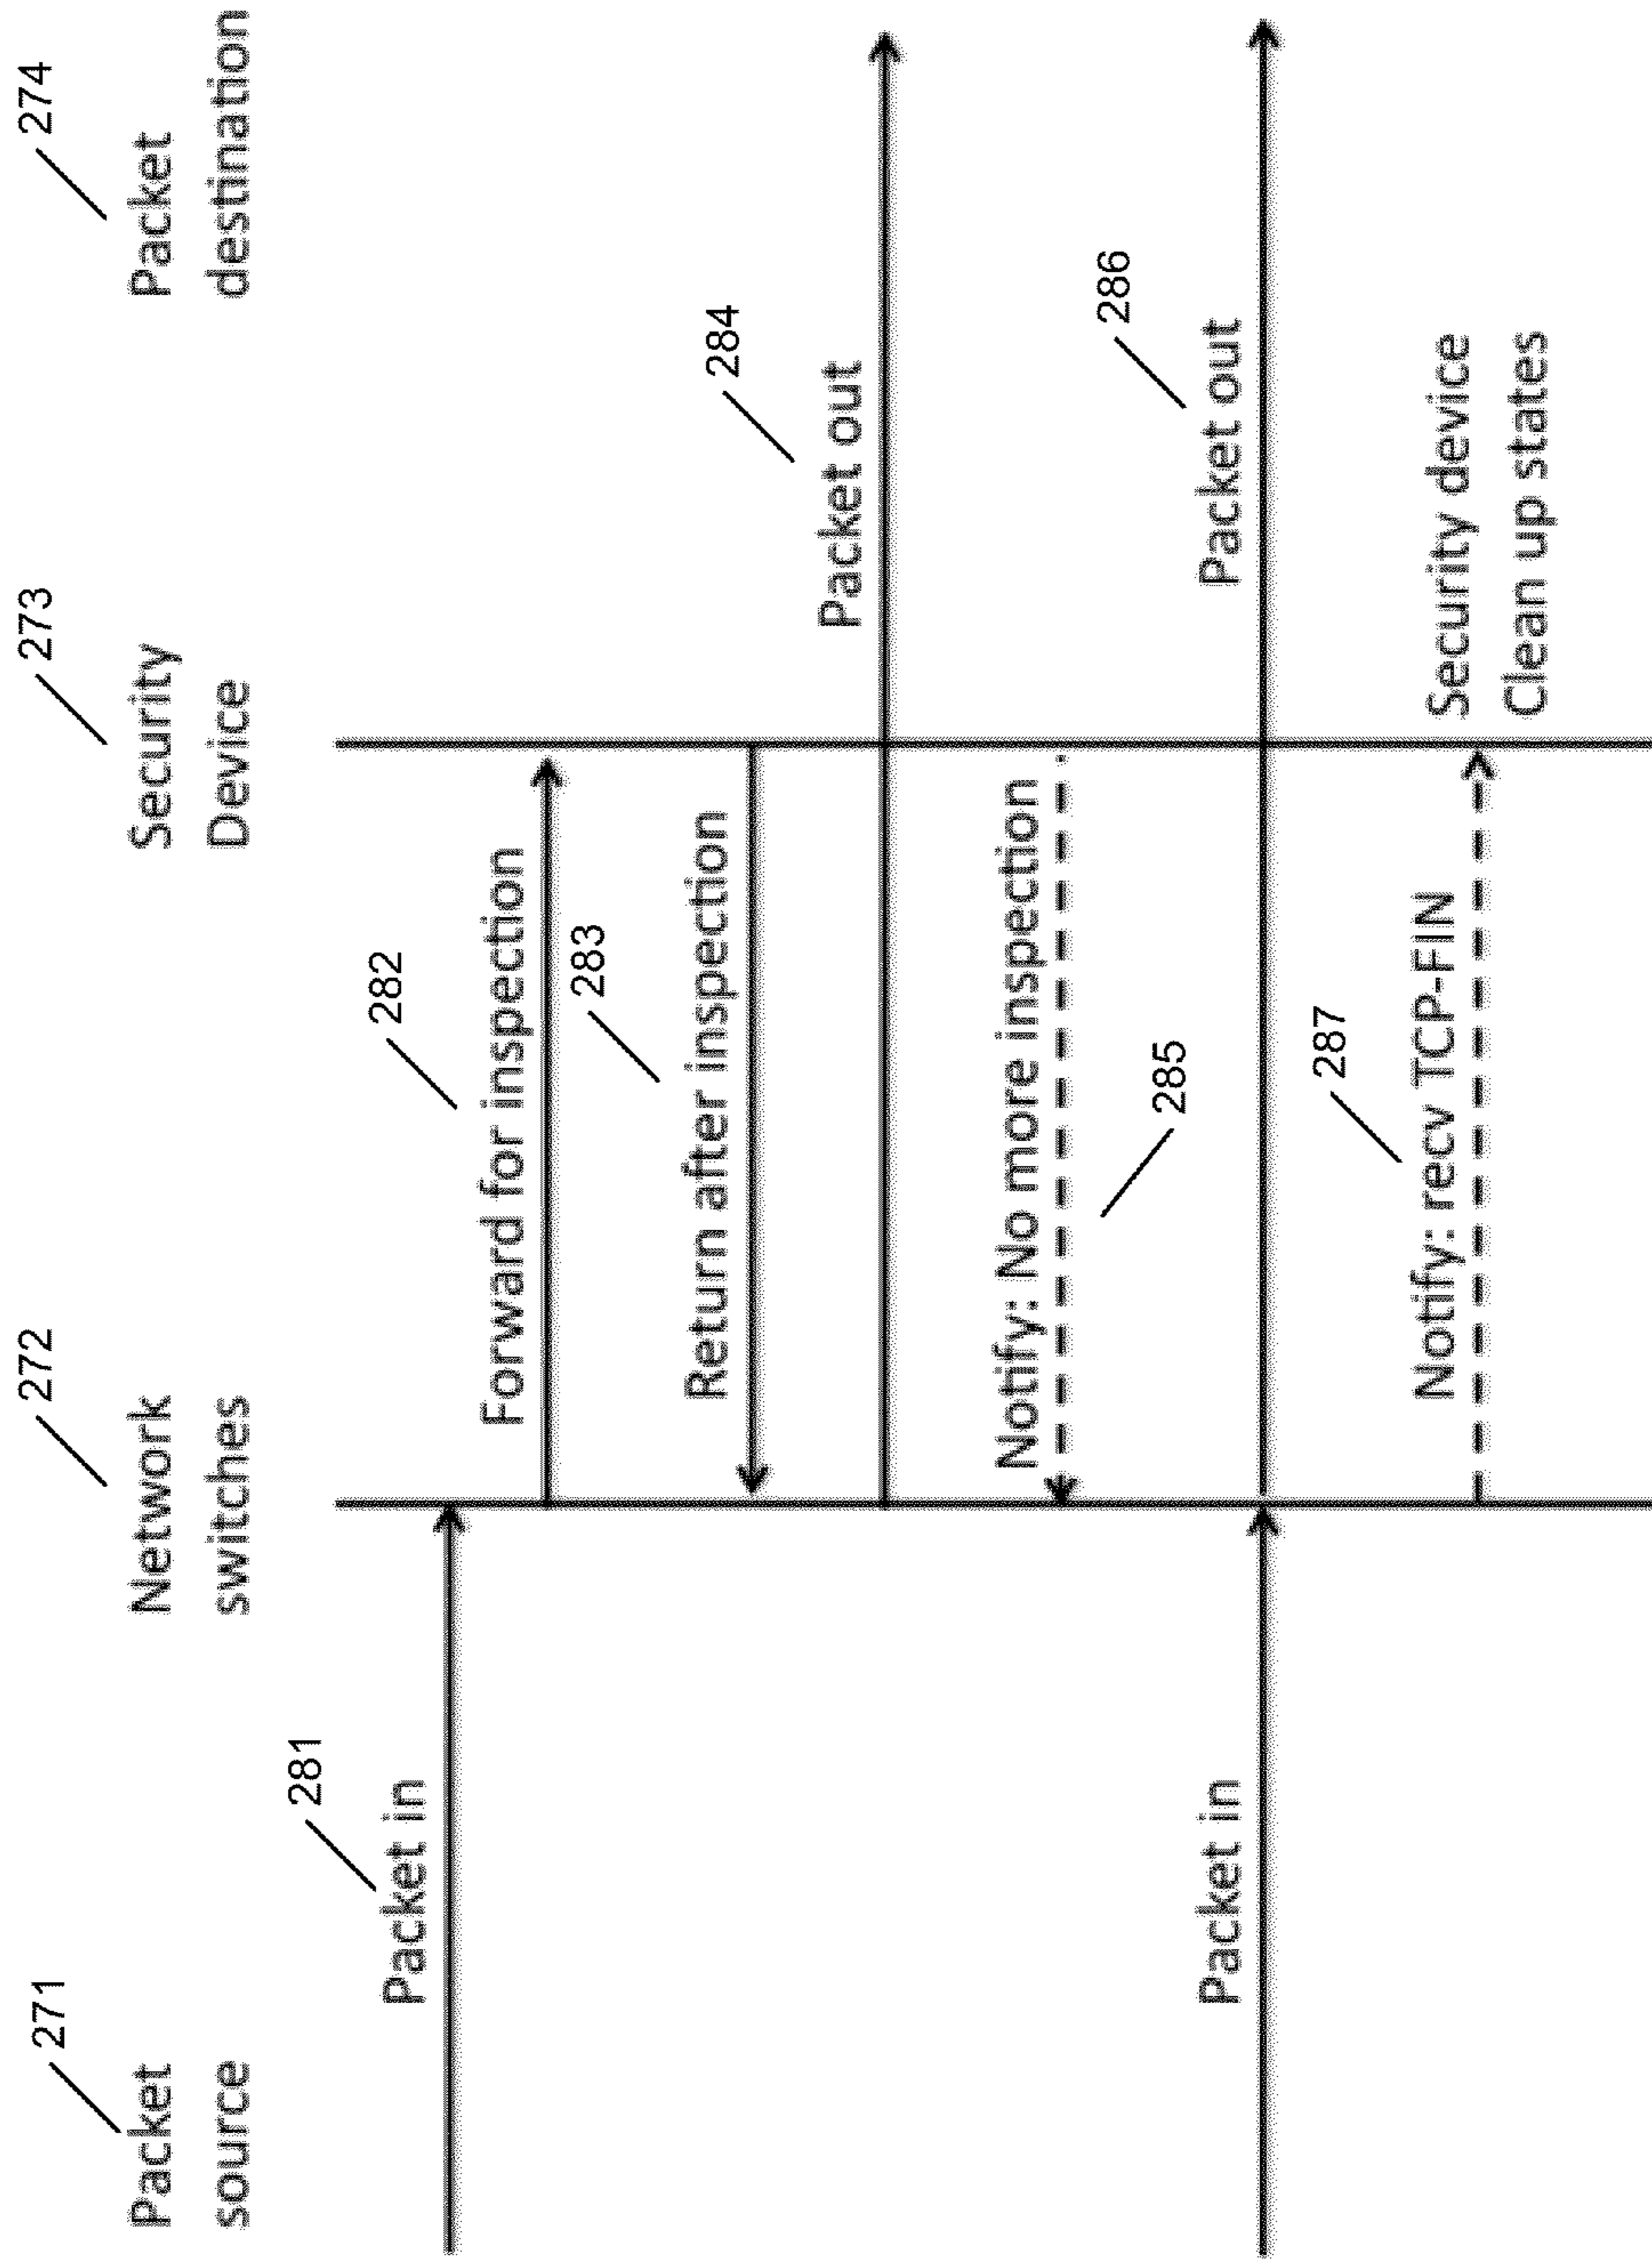 271
Packet
source
272
Network
switches
273
Security
Device
274
Packet
destination
281
Packet in
282
Forward for inspection
283
Return after inspection
284
Packet out
Notify: No more inspection
285
Packet in
286
Packet out
287
Notify: recv TCP-FIN
Security device
Clean up states